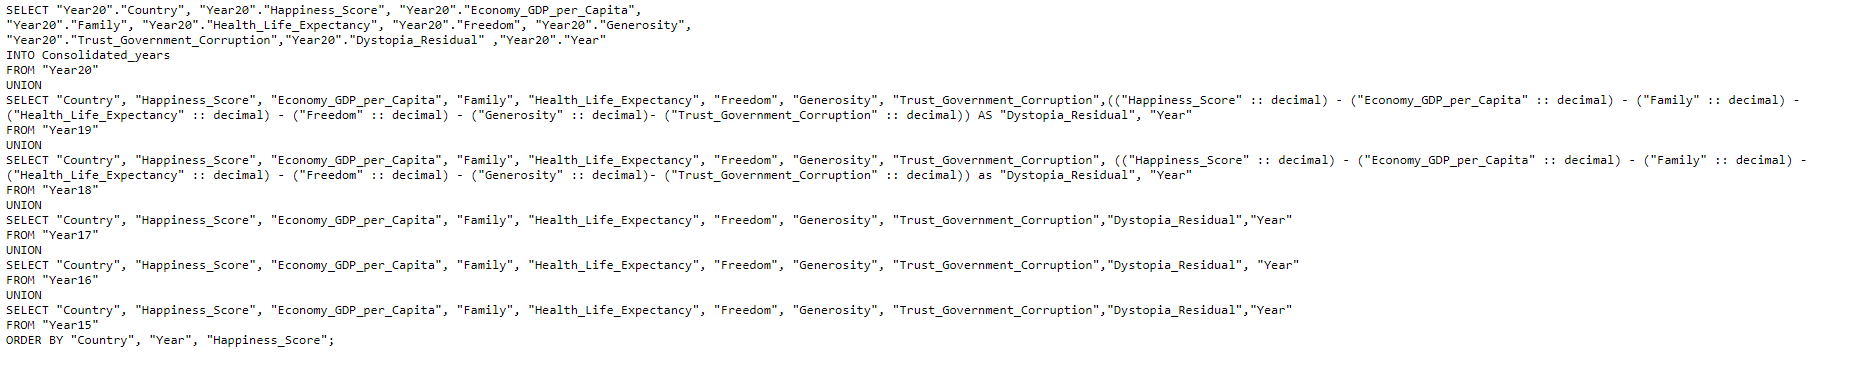 SELECT "Year20"."Country", "Year20"."Happiness_Score", "Year20"."Economy_GDP_per_Capita",
"Year20"."Family", "Year20"."Health_Life_Expectancy", "Year20"."Freedom", "Year20"."Generosity",
"Year20"."Trust_Government_Corruption","Year20"."Dystopia_Residual" ,"Year20"."Year"
INTO Consolidated_years
FROM "Year20"
UNION
SELECT "Country", "Happiness_Score", "Economy_GDP_per_Capita", "Family", "Health_Life_Expectancy", "Freedom", "Generosity", "Trust_Government_Corruption",(("Happiness_Score" :: decimal) - ("Economy_GDP_per_Capita" :: decimal) - ("Family" :: decimal) -
("Health_Life_Expectancy" :: decimal) - ("Freedom" :: decimal) - ("Generosity" :: decimal)- ("Trust_Government_Corruption" :: decimal)) AS "Dystopia_Residual", "Year"
FROM "Year19"
UNION
SELECT "Country", "Happiness_Score", "Economy_GDP_per_Capita", "Family", "Health_Life_Expectancy", "Freedom", "Generosity", "Trust_Government_Corruption", (("Happiness_Score" :: decimal) - ("Economy_GDP_per_Capita" :: decimal) - ("Family" :: decimal) -
("Health_Life_Expectancy" :: decimal) - ("Freedom" :: decimal) - ("Generosity" :: decimal)- ("Trust_Government_Corruption" :: decimal)) as "Dystopia_Residual", "Year"
FROM "Year18"
UNION
SELECT "Country", "Happiness_Score", "Economy_GDP_per_Capita", "Family", "Health_Life_Expectancy", "Freedom", "Generosity", "Trust_Government_Corruption","Dystopia_Residual","Year"
FROM "Year17"
UNION
SELECT "Country", "Happiness_Score", "Economy_GDP_per_Capita", "Family", "Health_Life_Expectancy", "Freedom", "Generosity", "Trust_Government_Corruption","Dystopia_Residual", "Year"
FROM "Year16"
UNION
SELECT "Country", "Happiness_Score", "Economy_GDP_per_Capita", "Family", "Health_Life_Expectancy", "Freedom", "Generosity", "Trust_Government_Corruption","Dystopia_Residual","Year"
FROM "Year15"
ORDER BY "Country", "Year", "Happiness_Score";